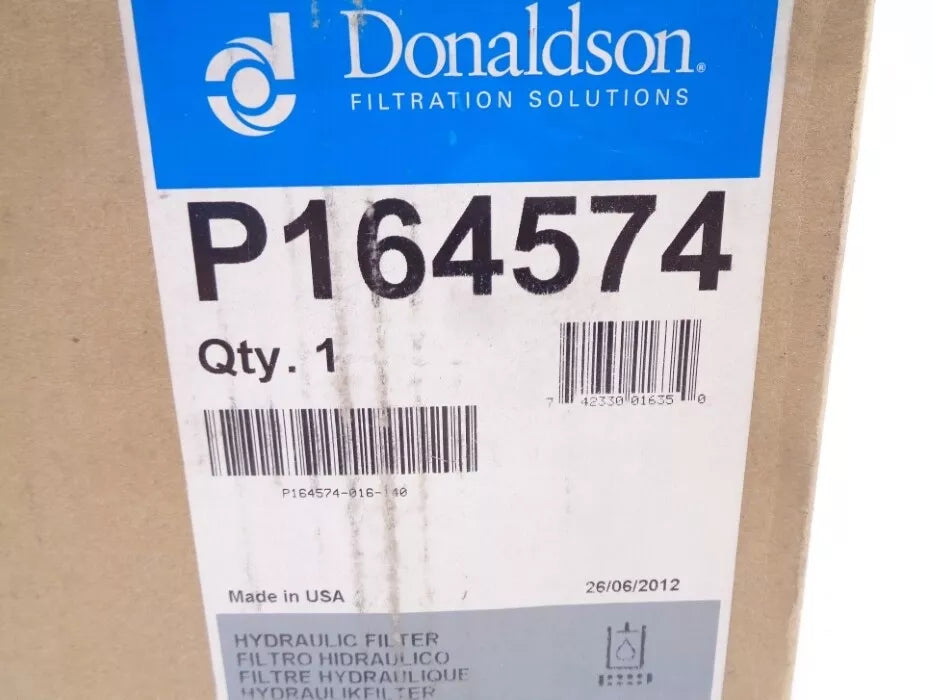 Donaldson®
FILTRATION SOLUTIONS
P164574
Qty. 1
7 42330 01635 0
P164574-016-140
Made in USA
26/06/2012
HYDRAULIC FILTER
FILTRO HIDRAULICO
FILTRE HYDRAULIQUE
HYDRAULIKFILTER